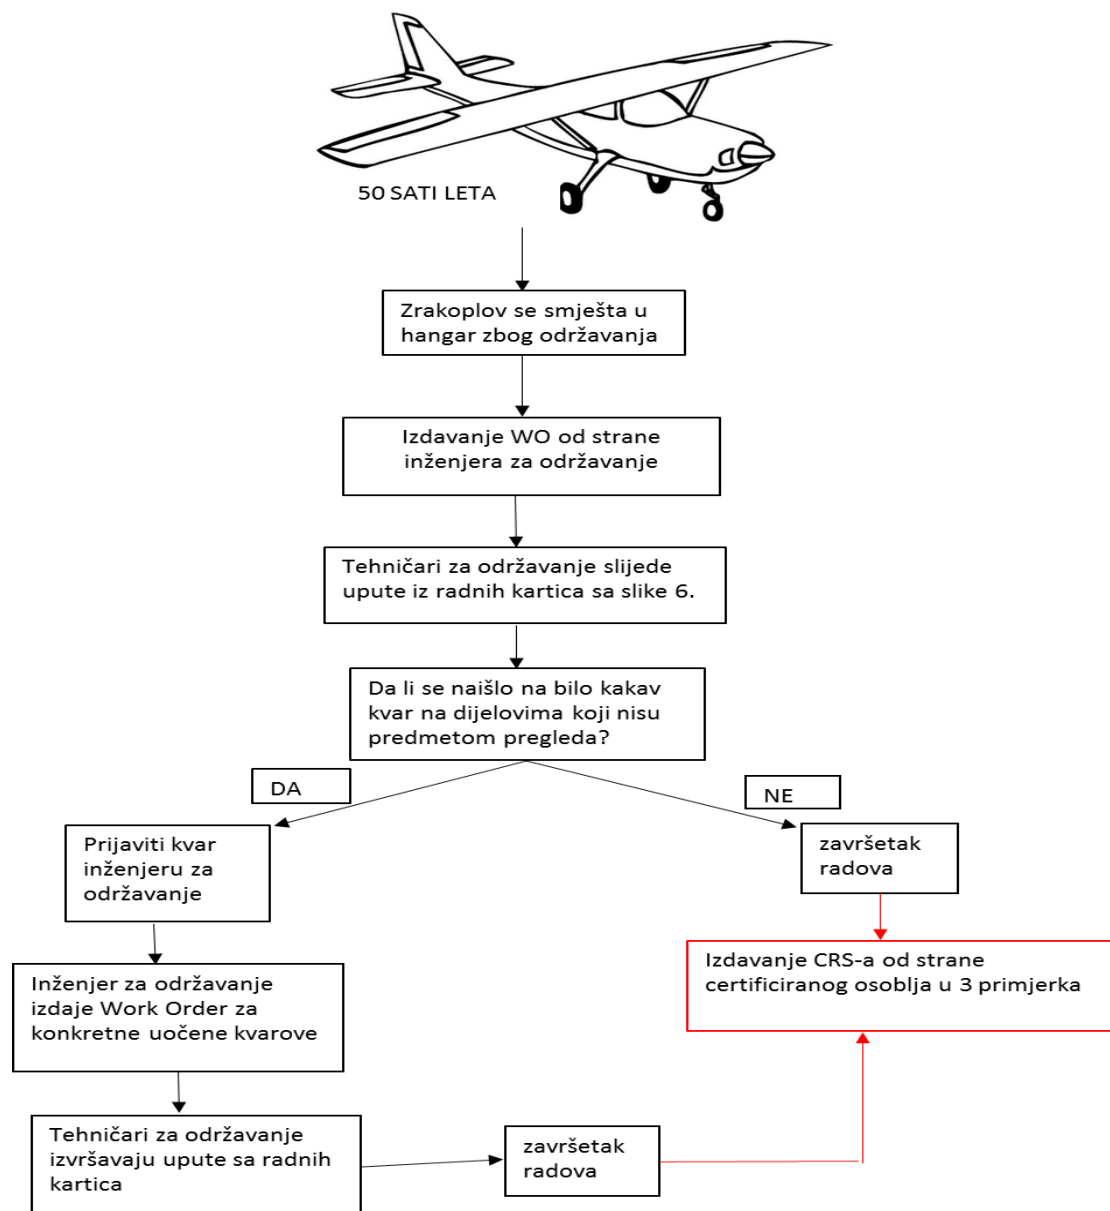 50 SATI LETA
Zrakoplov se smješta u
hangar zbog održavanja
Izdavanje WO od strane
inženjera za održavanje
Tehničari za održavanje slijede
upute iz radnih kartica sa slike 6.
Da li se naišlo na bilo kakav
kvar na dijelovima koji nisu
predmetom pregleda?
DA
NE
Prijaviti kvar
inženjeru za
održavanje
završetak
radova
Inženjer za održavanje
izdaje Work Order za
konkretne uočene kvarove
Izdavanje CRS-a od strane
certificiranog osoblja u 3 primjerka
Tehničari za održavanje
izvršavaju upute sa radnih
kartica
završetak
radova